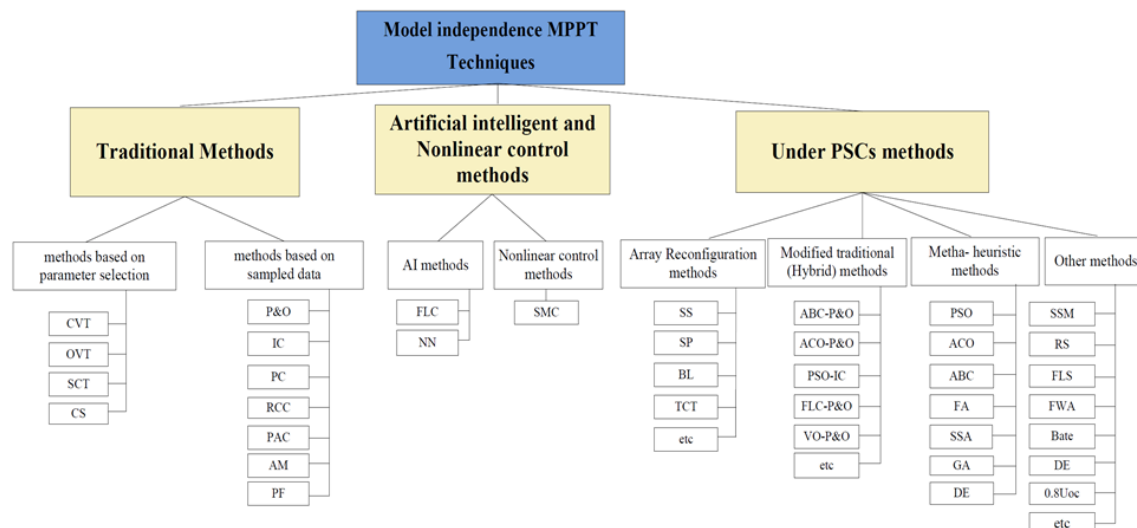 Model independence MPPT
Techniques
Traditional Methods
Artificial intelligent and
Nonlinear control
methods
Under PSCs methods
methods based on
parameter selection
CVT
OVT
SCT
CS
methods based on
sampled data
P&O
IC
PC
RCC
PAC
AM
PF
AI methods
FLC
NN
Nonlinear control
methods
SMC
Array Reconfiguration
methods
SS
SP
BL
TCT
etc
Modified traditional
(Hybrid) methods
ABC-P&O
ACO-P&O
PSO-IC
FLC-P&O
VO-P&O
etc
Metha- heuristic
methods
PSO
ACO
ABC
FA
SSA
GA
DE
Other methods
SSM
RS
FLS
FWA
Bate
DE
0.8Uoc
etc